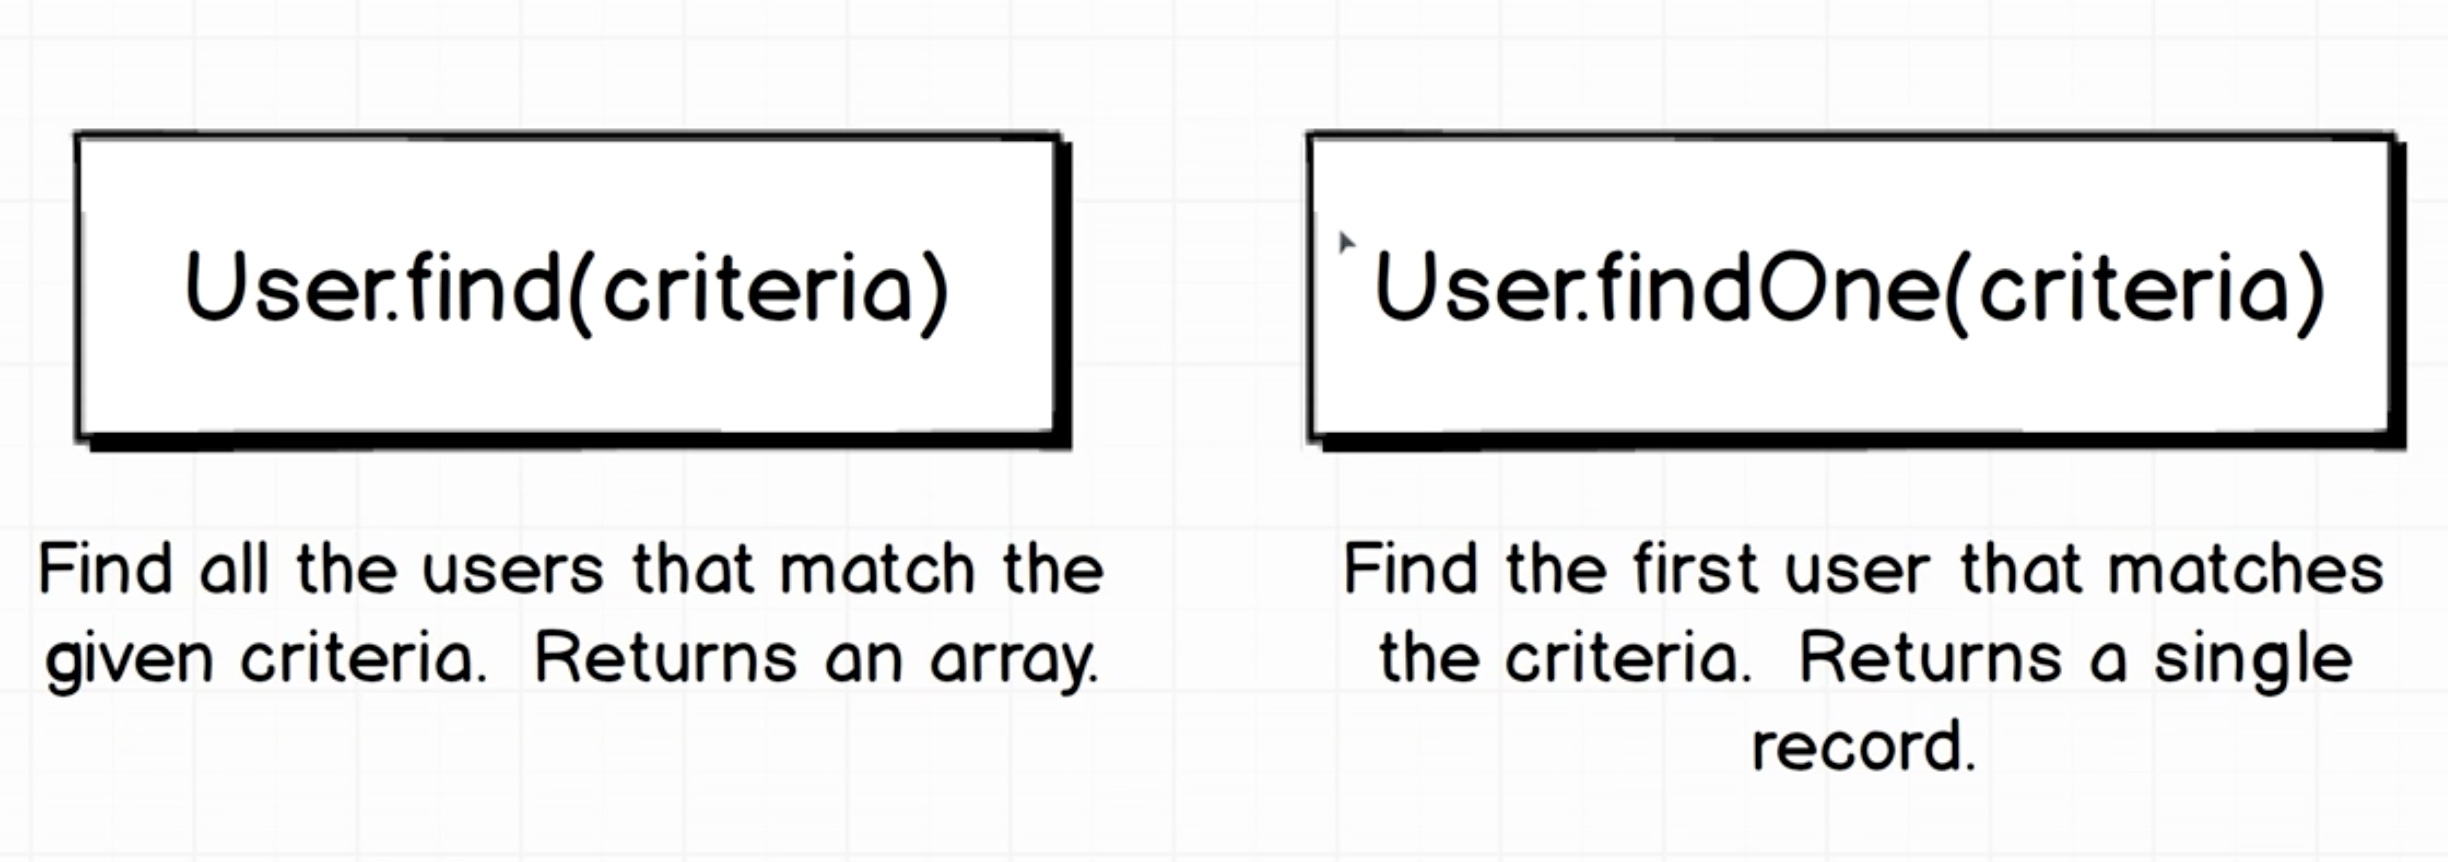 User.find(criteria)
Find all the users that match the
given criteria.  Returns an array.
User.findOne(criteria)
Find the first user that matches
the criteria.  Returns a single
record.